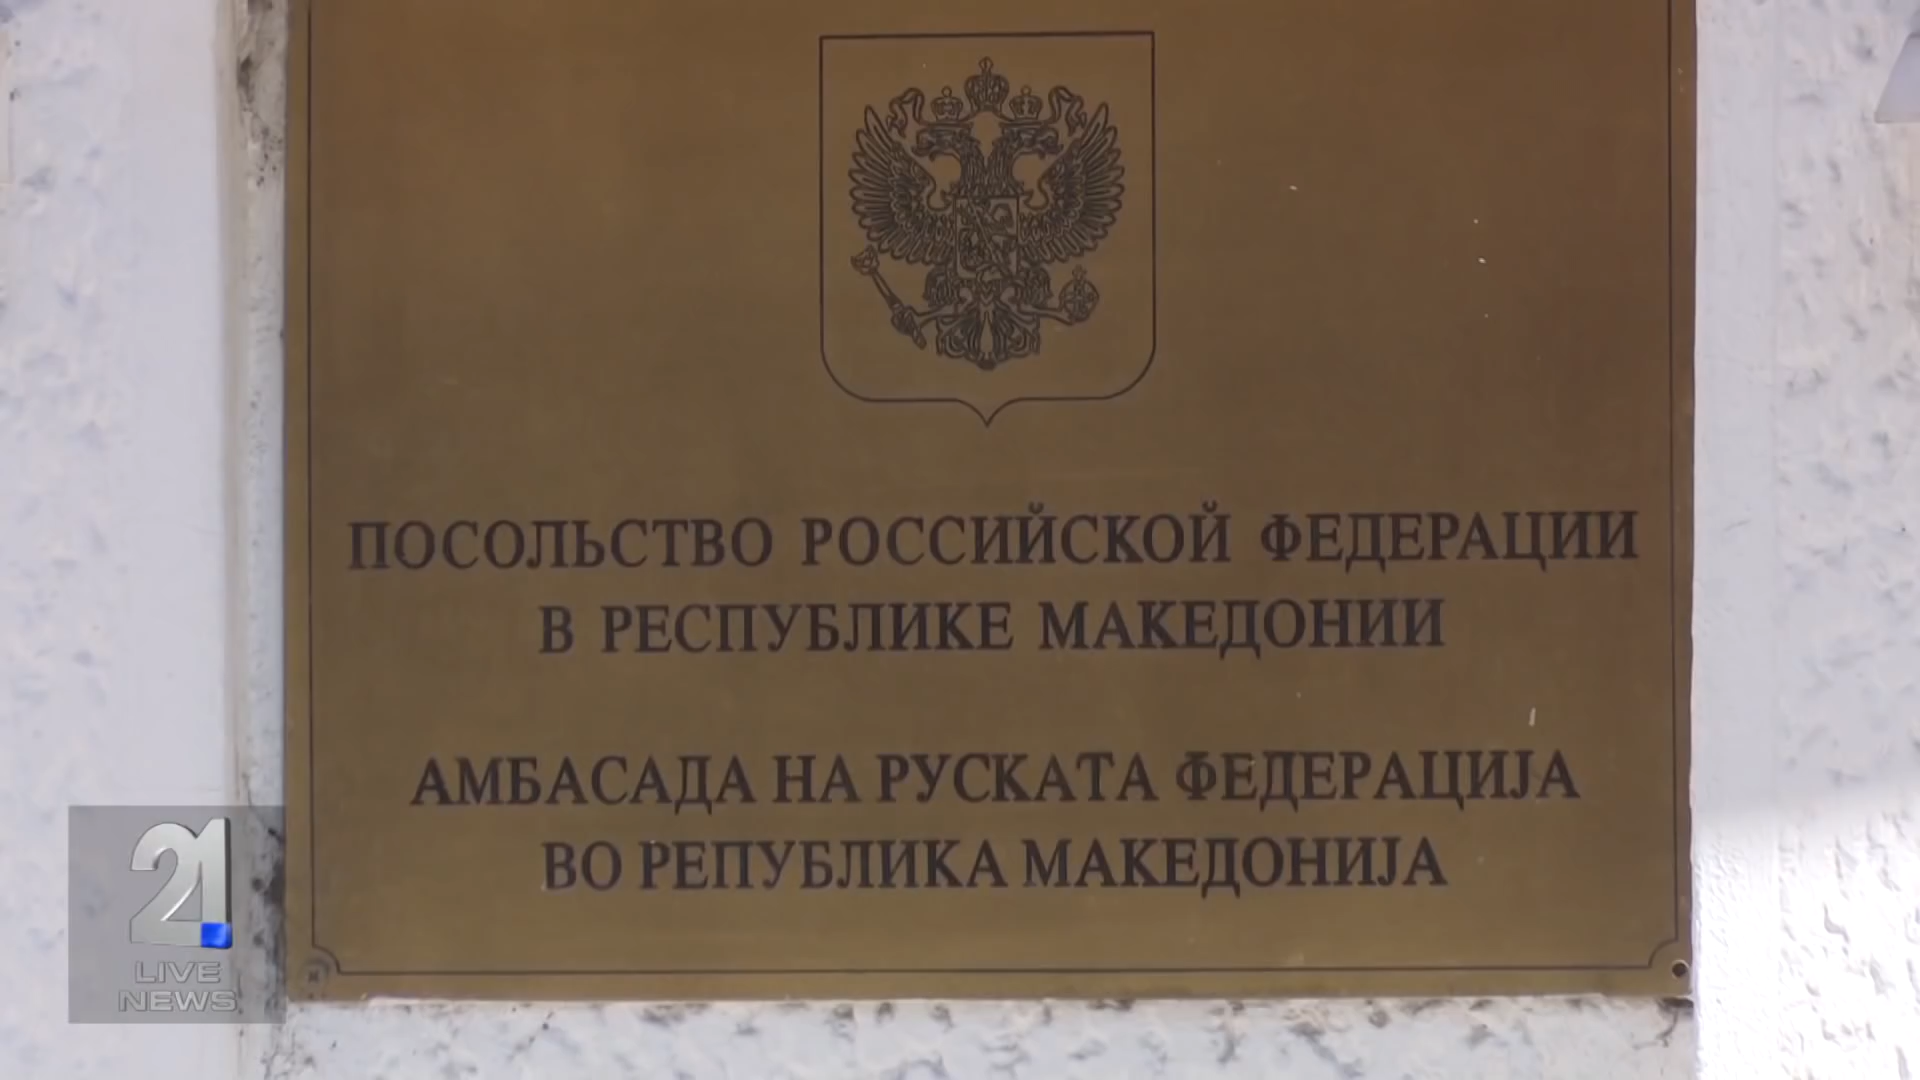 ПОСОЛЬСТВО РОССИЙСКОЙ ФЕДЕРАЦИИ
В РЕСПУБЛИКЕ МАКЕДОНИИ
АМБАСАДА НА РУСКАТА ФЕДЕРАЦИЈА
ВО РЕПУБЛИКА МАКЕДОНИЈА
21
LIVE
NEWS